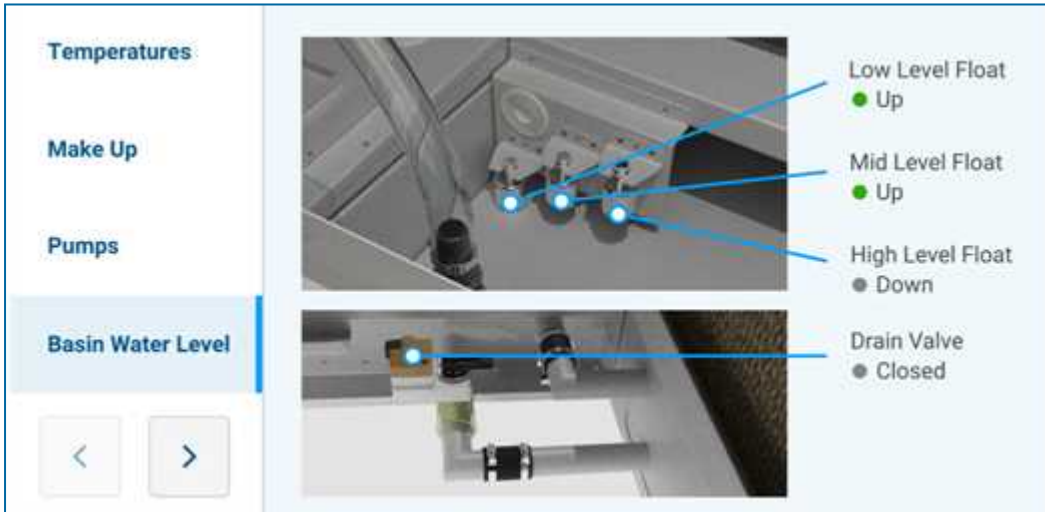 Temperatures
Make Up
Pumps
Basin Water Level
<
>
Low Level Float
Up
Mid Level Float
Up
High Level Float
Down
Drain Valve
Closed